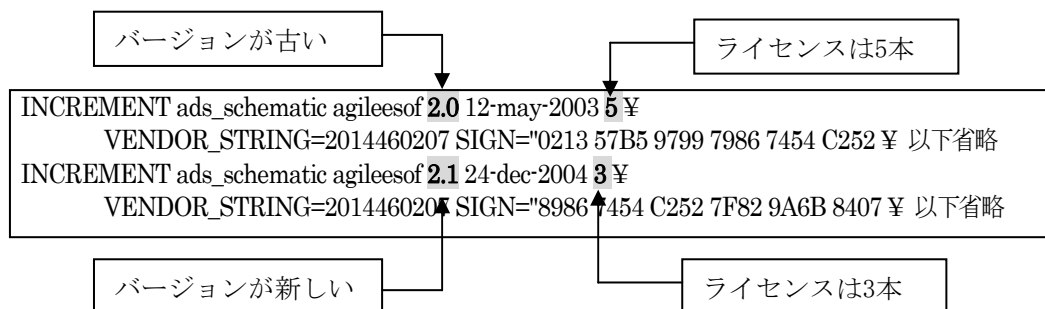 バージョンが古い
ライセンスは5本
INCREMENT ads_schematic agileesof 2.0 12-may-2003 5 ¥
VENDOR_STRING=2014460207 SIGN="0213 57B5 9799 7986 7454 C252 ¥ 以下省略
INCREMENT ads_schematic agileesof 2.1 24-dec-2004 3 ¥
VENDOR_STRING=2014460207 SIGN="8986 7454 C252 7F82 9A6B 8407 ¥ 以下省略
バージョンが新しい
ライセンスは3本